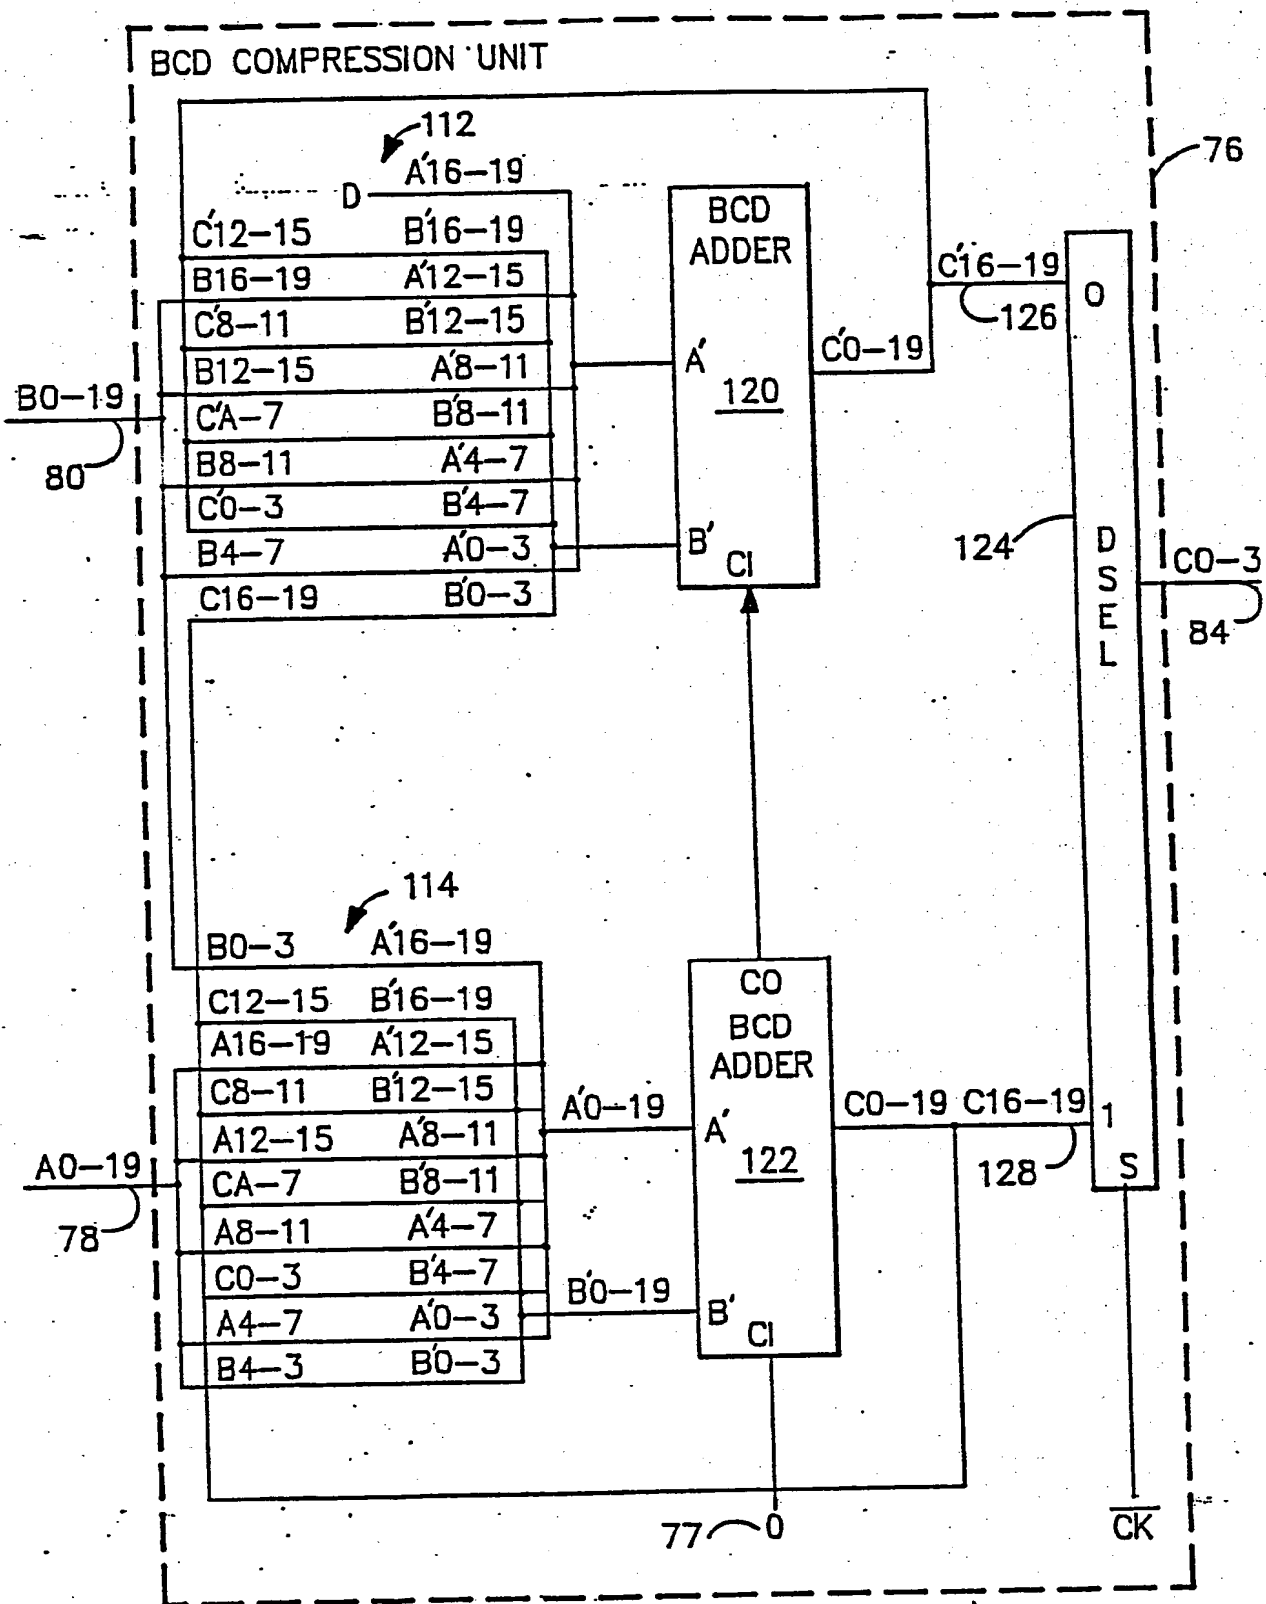 BCD COMPRESSION UNIT
112
76
D A'16-19
C'12-15 B'16-19
B16-19 A'12-15
C'8-11 B'12-15
B12-15 A'8-11
C'A-7 B'8-11
B8-11 A'4-7
C'0-3 B'4-7
B4-7 A'0-3
C16-19 B'0-3
B0-19
80
BCD
ADDER
A'
120
B'
CI
C'0-19
C'16-19
126
0
124
D
S
E
L
C0-3
84
114
B0-3 A'16-19
C12-15 B'16-19
A16-19 A'12-15
C8-11 B'12-15
A12-15 A'8-11
CA-7 B'8-11
A8-11 A'4-7
C0-3 B'4-7
A4-7 A'0-3
B4-3 B'0-3
A0-19
78
A'0-19
B'0-19
CO
BCD
ADDER
A'
122
B'
CI
C0-19 C16-19
128
1
S
77
0
CK